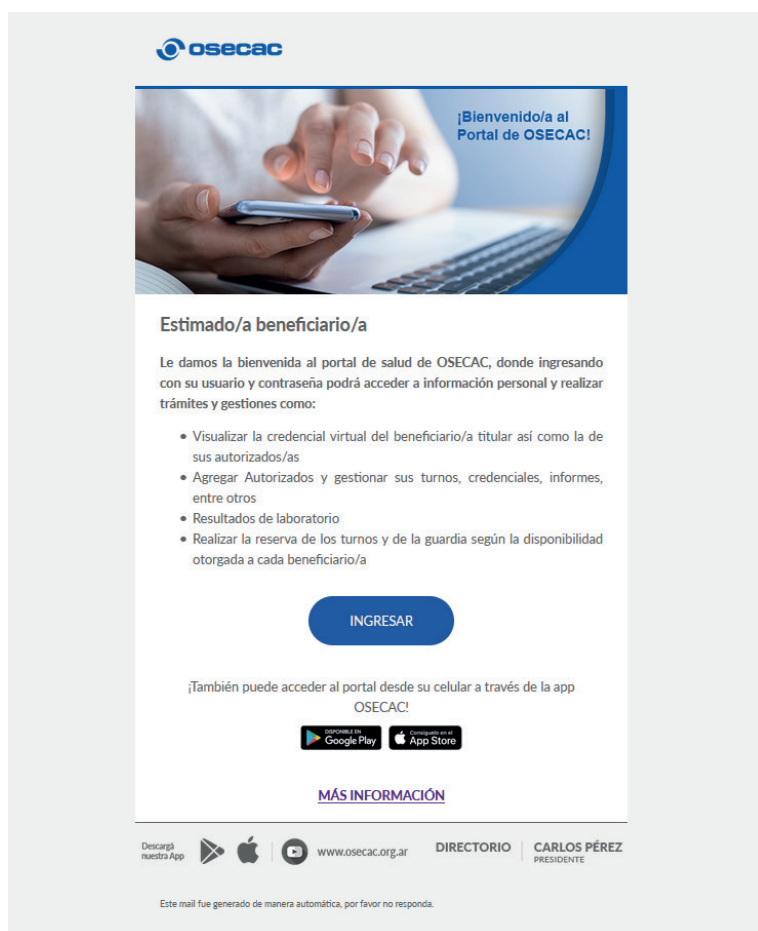 osecac
¡Bienvenido/a al
Portal de OSECAC!
Estimado/a beneficiario/a
Le damos la bienvenida al portal de salud de OSECAC, donde ingresando
con su usuario y contraseña podrá acceder a información personal y realizar
trámites y gestiones como:
• Visualizar la credencial virtual del beneficiario/a titular así como la de
sus autorizados/as
• Agregar Autorizados y gestionar sus turnos, credenciales, informes,
entre otros
• Resultados de laboratorio
• Realizar la reserva de los turnos y de la guardia según la disponibilidad
otorgada a cada beneficiario/a
INGRESAR
¡También puede acceder al portal desde su celular a través de la app
OSECAC!
DISPONIBLE EN
Google Play
Consíguelo en el
App Store
MÁS INFORMACIÓN
Descargá
nuestra App
www.osecac.org.ar
DIRECTORIO
CARLOS PÉREZ
PRESIDENTE
Este mail fue generado de manera automática, por favor no responda.